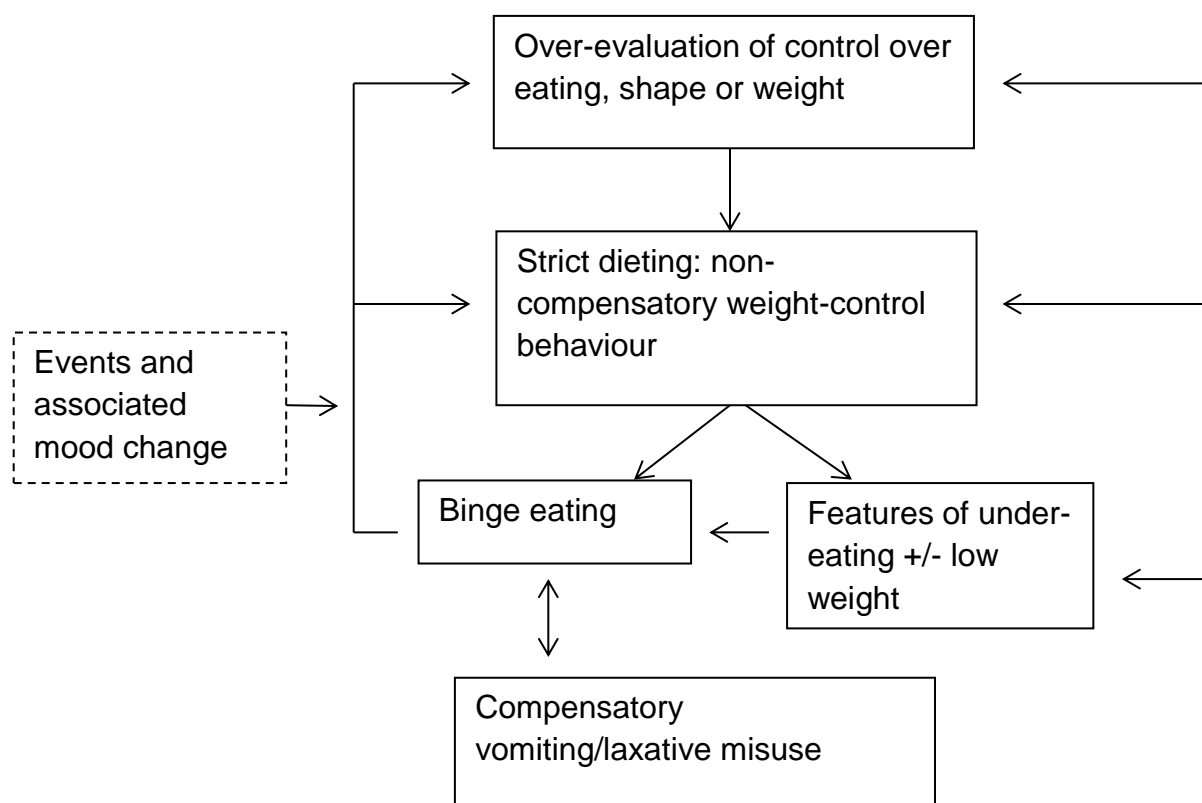 Over-evaluation of control over
eating, shape or weight
Strict dieting: non-
compensatory weight-control
behaviour
Events and
associated
mood change
Binge eating
Features of under-
eating +/- low
weight
Compensatory
vomiting/laxative misuse